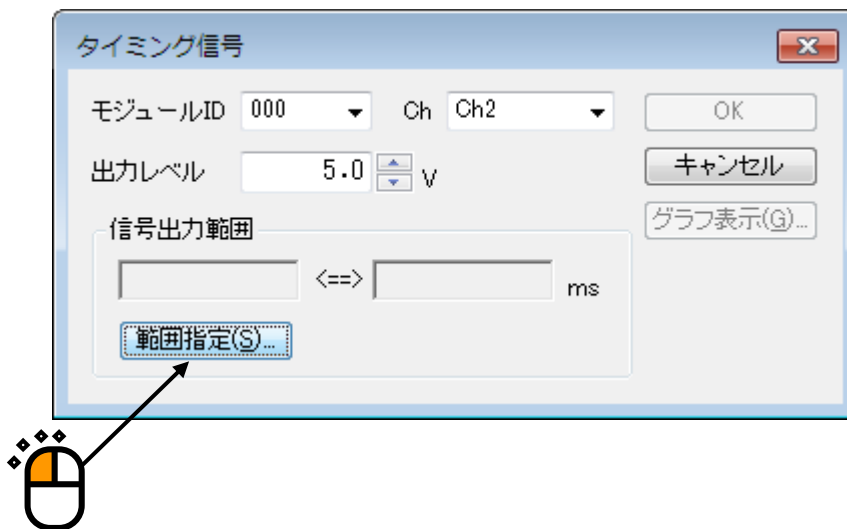 タイミング信号
モジュールID 000 Ch Ch2 OK
出力レベル 5.0 V キャンセル
信号出力範囲 グラフ表示(G)...
<==> ms
範囲指定(S)...